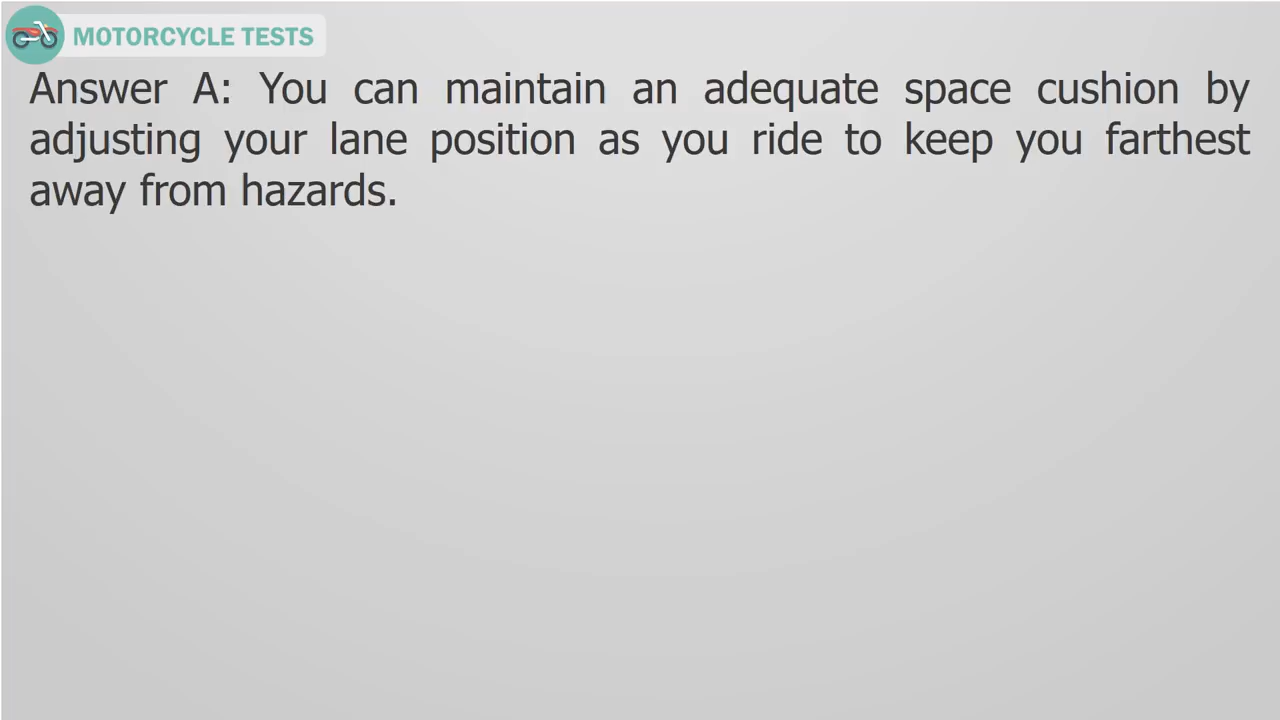 MOTORCYCLE TESTS
Answer A: You can maintain an adequate space cushion by
adjusting your lane position as you ride to keep you farthest
away from hazards.